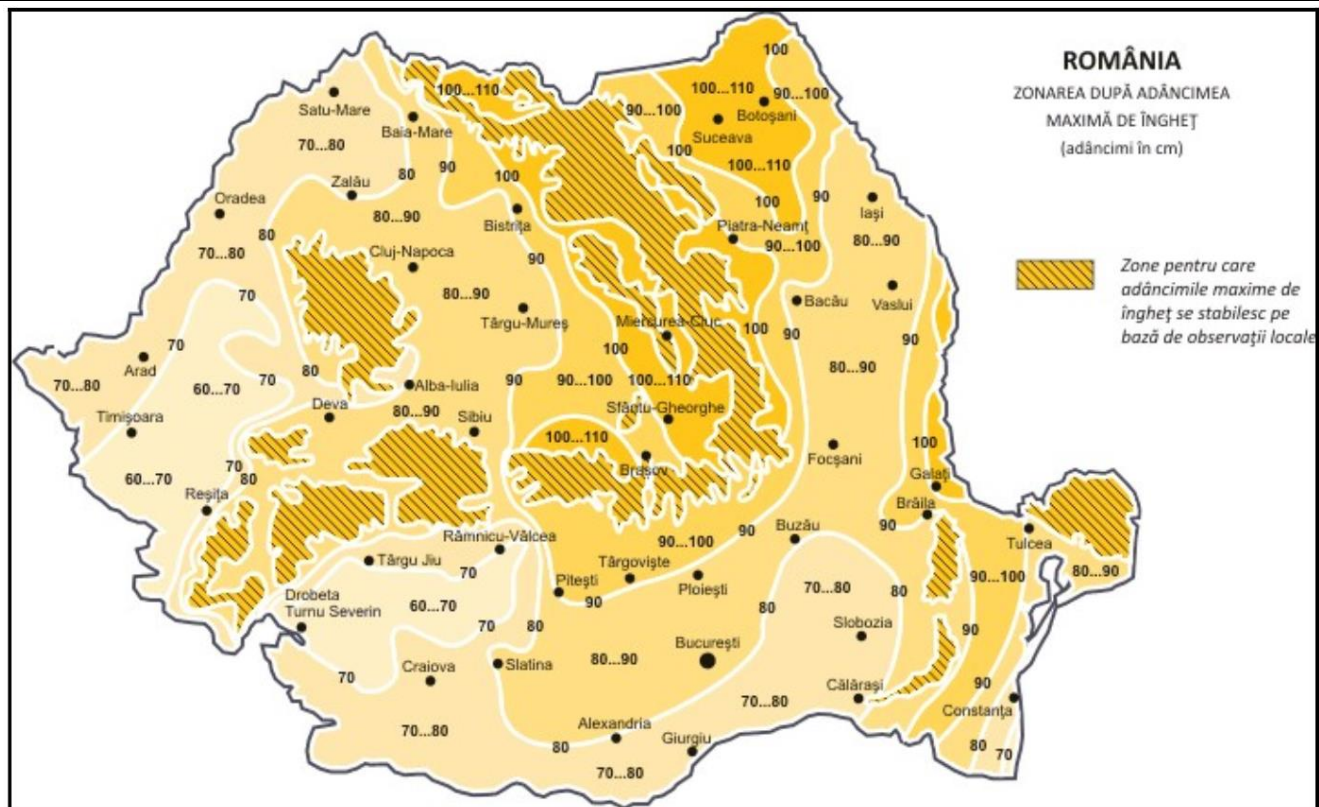 ROMÂNIA
ZONAREA DUPĂ ADÂNCIMEA
MAXIMĂ DE ÎNGHEŢ
(adâncimi în cm)
Zone pentru care
adâncimile maxime de
îngheţ se stabilesc pe
bază de observaţii locale
100
100...110
90...100
90...100
Satu-Mare
Botoşani
Baia-Mare
Suceava
70...80
80
90
100
100
100...110
Zalău
90
Oradea
80...90
100
Iaşi
Bistriţa
Piatra-Neamţ
80
80...90
90...100
70...80
Cluj-Napoca
90
70
80...90
Bacău
Vaslui
Târgu-Mureş
Miercurea-Ciuc
100
90
90
70
100
Arad
70
80
80...90
70...80
60...70
Alba-Iulia
90
90...100
100...110
Deva
80...90
Sfântu-Gheorghe
Timişoara
Sibiu
100...110
100
Focşani
70
Braşov
Galaţi
60...70
80
Reşiţa
Brăila
90
90
Buzău
Râmnicu-Vâlcea
90...100
Tulcea
Târgu Jiu
70
Târgovişte
Piteşti
Ploieşti
90...100
80...90
70...80
80
Drobeta
Turnu Severin
60...70
90
80
70
80
Slobozia
90
Bucureşti
Slatina
80...90
70
Craiova
90
70...80
Călăraşi
Constanţa
70...80
Alexandria
80
Giurgiu
80
70
70...80